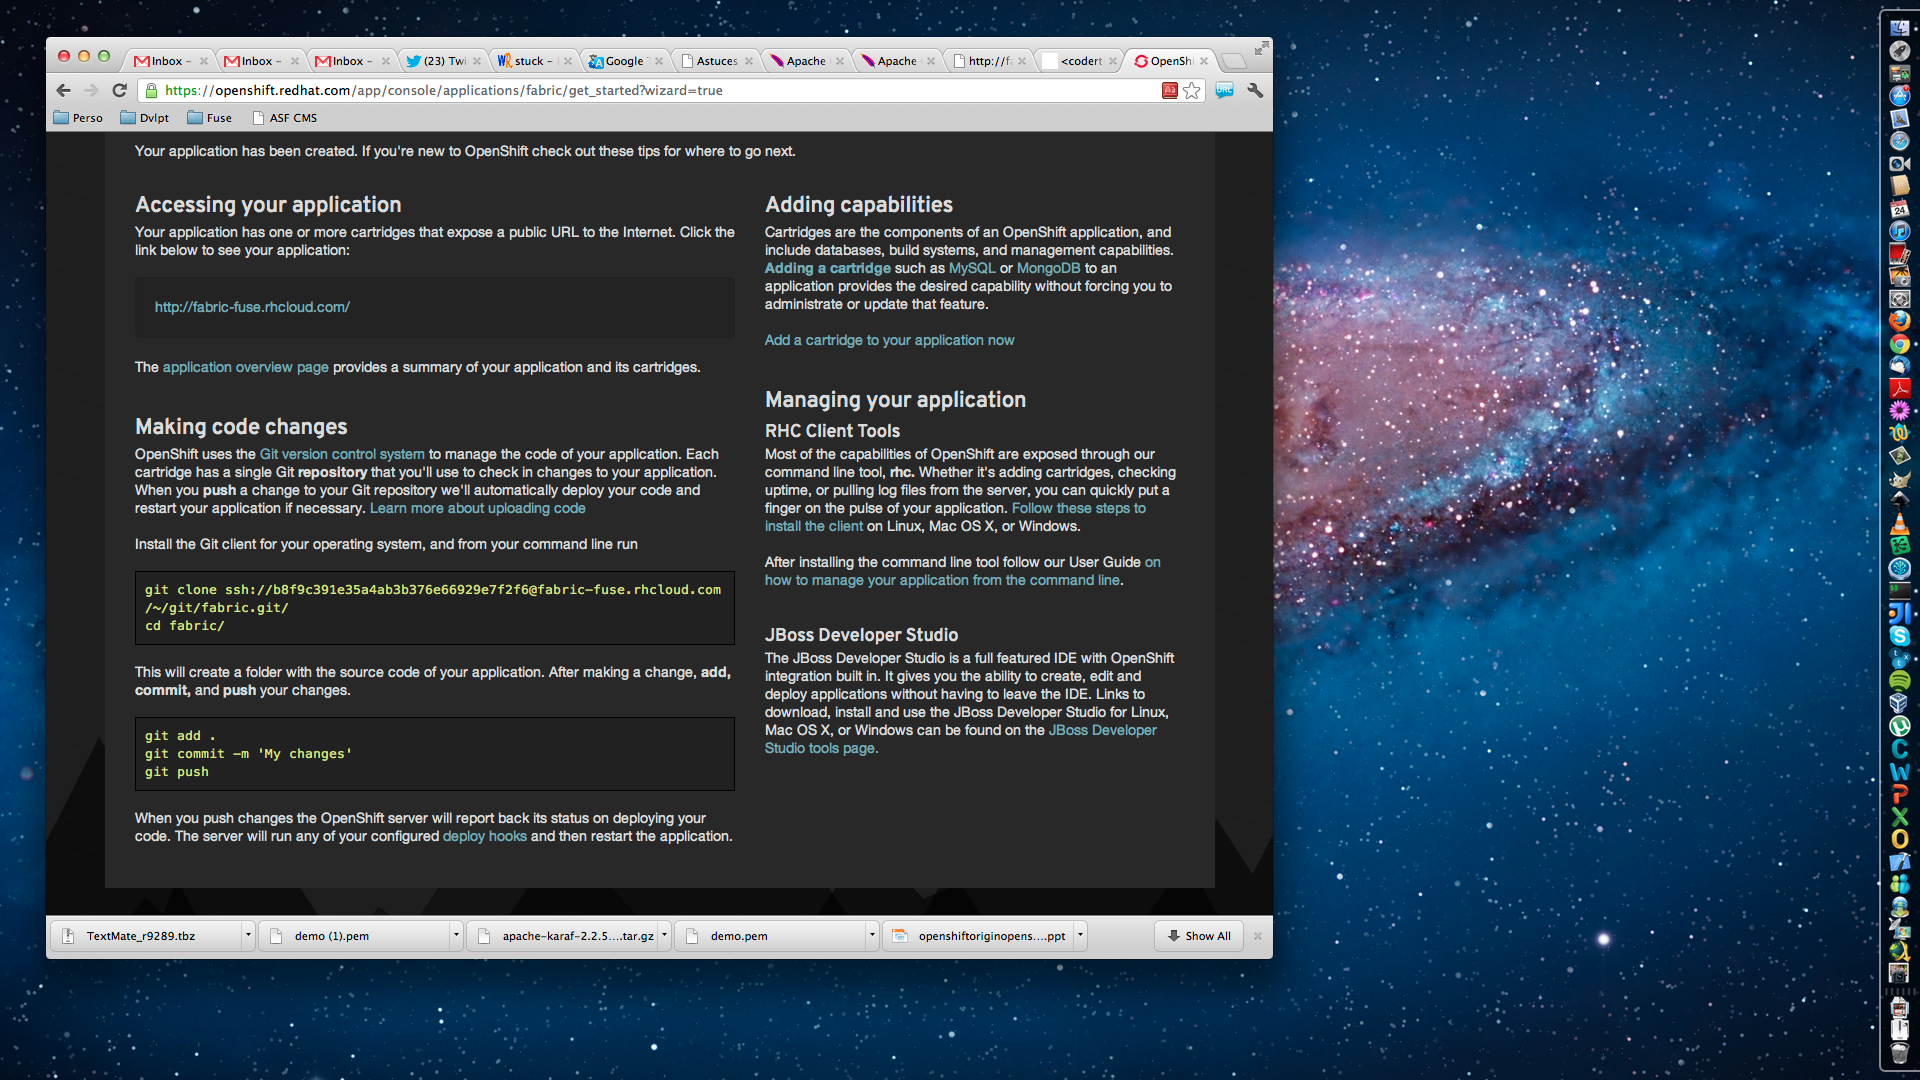 Inbox –
Inbox –
Inbox –
(23) Twi
stuck –
Google
Astuces
Apache
Apache
http://f
<codert
OpenShi
https://openshift.redhat.com/app/console/applications/fabric/get_started?wizard=true
Perso
Dvlpt
Fuse
ASF CMS
Your application has been created. If you're new to OpenShift check out these tips for where to go next.
Accessing your application
Your application has one or more cartridges that expose a public URL to the Internet. Click the
link below to see your application:
http://fabric-fuse.rhcloud.com/
The application overview page provides a summary of your application and its cartridges.
Making code changes
OpenShift uses the Git version control system to manage the code of your application. Each
cartridge has a single Git repository that you'll use to check in changes to your application.
When you push a change to your Git repository we'll automatically deploy your code and
restart your application if necessary. Learn more about uploading code
Install the Git client for your operating system, and from your command line run
git clone ssh://b8f9c391e35a4ab3b376e66929e7f2f6@fabric-fuse.rhcloud.com
/~/git/fabric.git/
cd fabric/
This will create a folder with the source code of your application. After making a change, add,
commit, and push your changes.
git add .
git commit -m 'My changes'
git push
When you push changes the OpenShift server will report back its status on deploying your
code. The server will run any of your configured deploy hooks and then restart the application.
Adding capabilities
Cartridges are the components of an OpenShift application, and
include databases, build systems, and management capabilities.
Adding a cartridge such as MySQL or MongoDB to an
application provides the desired capability without forcing you to
administrate or update that feature.
Add a cartridge to your application now
Managing your application
RHC Client Tools
Most of the capabilities of OpenShift are exposed through our
command line tool, rhc. Whether it's adding cartridges, checking
uptime, or pulling log files from the server, you can quickly put a
finger on the pulse of your application. Follow these steps to
install the client on Linux, Mac OS X, or Windows.
After installing the command line tool follow our User Guide on
how to manage your application from the command line.
JBoss Developer Studio
The JBoss Developer Studio is a full featured IDE with OpenShift
integration built in. It gives you the ability to create, edit and
deploy applications without having to leave the IDE. Links to
download, install and use the JBoss Developer Studio for Linux,
Mac OS X, or Windows can be found on the JBoss Developer
Studio tools page.
TextMate_r9289.tbz
demo (1).pem
apache-karaf-2.2.5....tar.gz
demo.pem
openshiftoriginopens....ppt
Show All
24